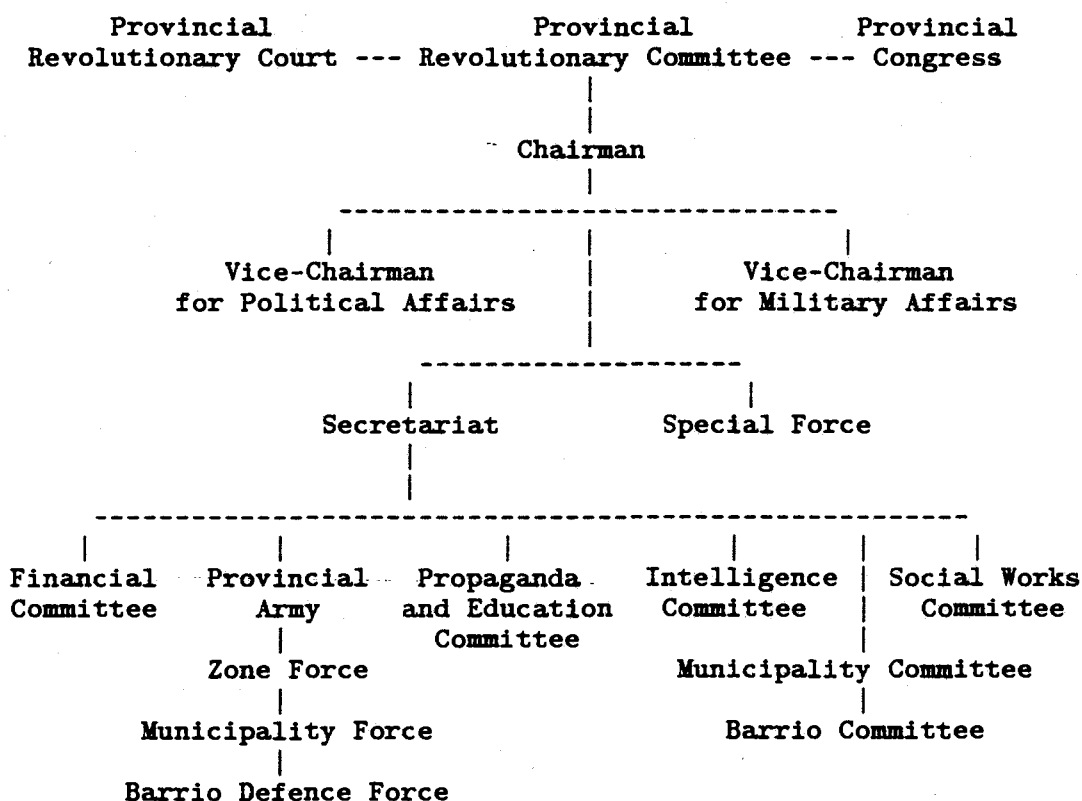 Provincial Provincial Provincial
Revolutionary Court --- Revolutionary Committee --- Congress
Chairman
Vice-Chairman Vice-Chairman
for Political Affairs for Military Affairs
Secretariat Special Force
Financial Provincial Propaganda Intelligence Social Works
Committee Army and Education Committee Committee
Committee
Zone Force Municipality Committee
Municipality Force Barrio Committee
Barrio Defence Force